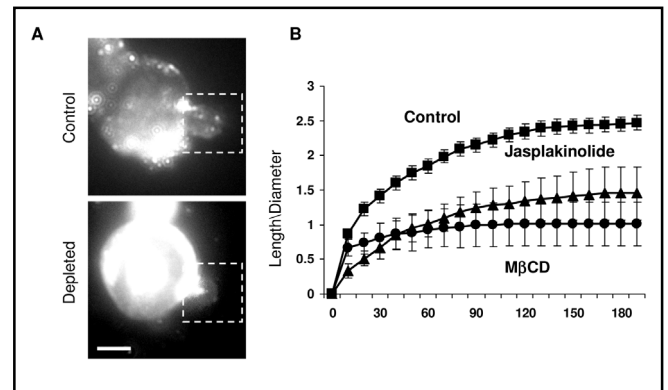 A
B
Control
Depleted
Length\Diameter
3
2.5
2
1.5
1
0.5
0
0 30 60 90 120 150 180
Control
Jasplakinolide
MβCD